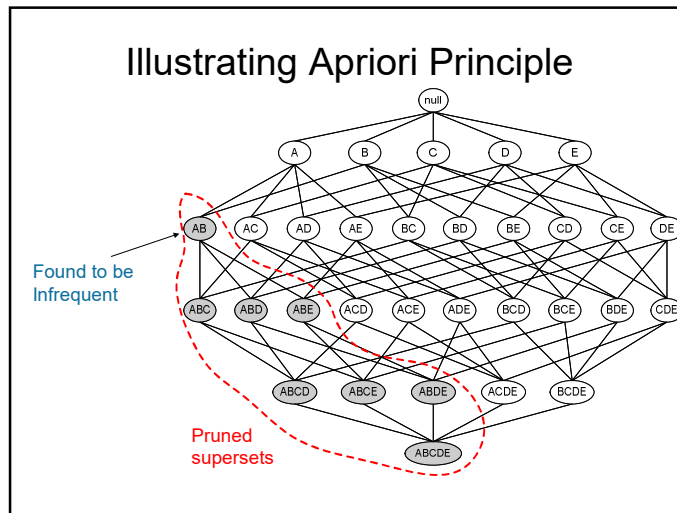 Illustrating Apriori Principle
null
A B C D E
AB AC AD AE BC BD BE CD CE DE
Found to be
Infrequent
ABC ABD ABE ACD ACE ADE BCD BCE BDE CDE
ABCD ABCE ABDE ACDE BCDE
Pruned
supersets
ABCDE